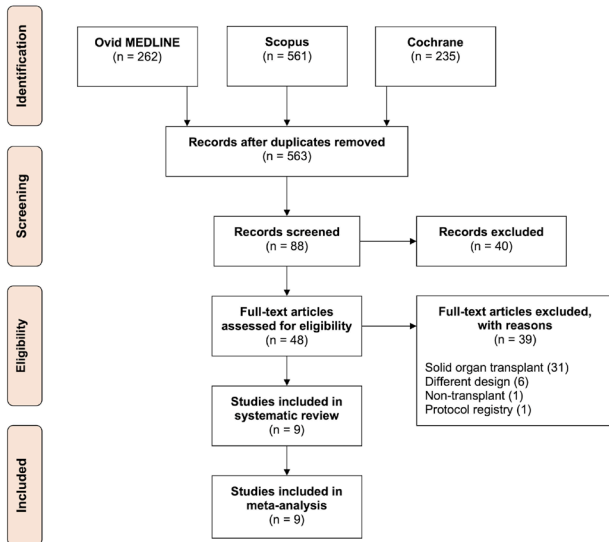 Identification
Ovid MEDLINE
(n = 262)
Scopus
(n = 561)
Cochrane
(n = 235)
Records after duplicates removed
(n = 563)
Screening
Records screened
(n = 88)
Records excluded
(n = 40)
Eligibility
Full-text articles
assessed for eligibility
(n = 48)
Full-text articles excluded,
with reasons
(n = 39)
Solid organ transplant (31)
Different design (6)
Non-transplant (1)
Protocol registry (1)
Studies included in
systematic review
(n = 9)
Included
Studies included in
meta-analysis
(n = 9)